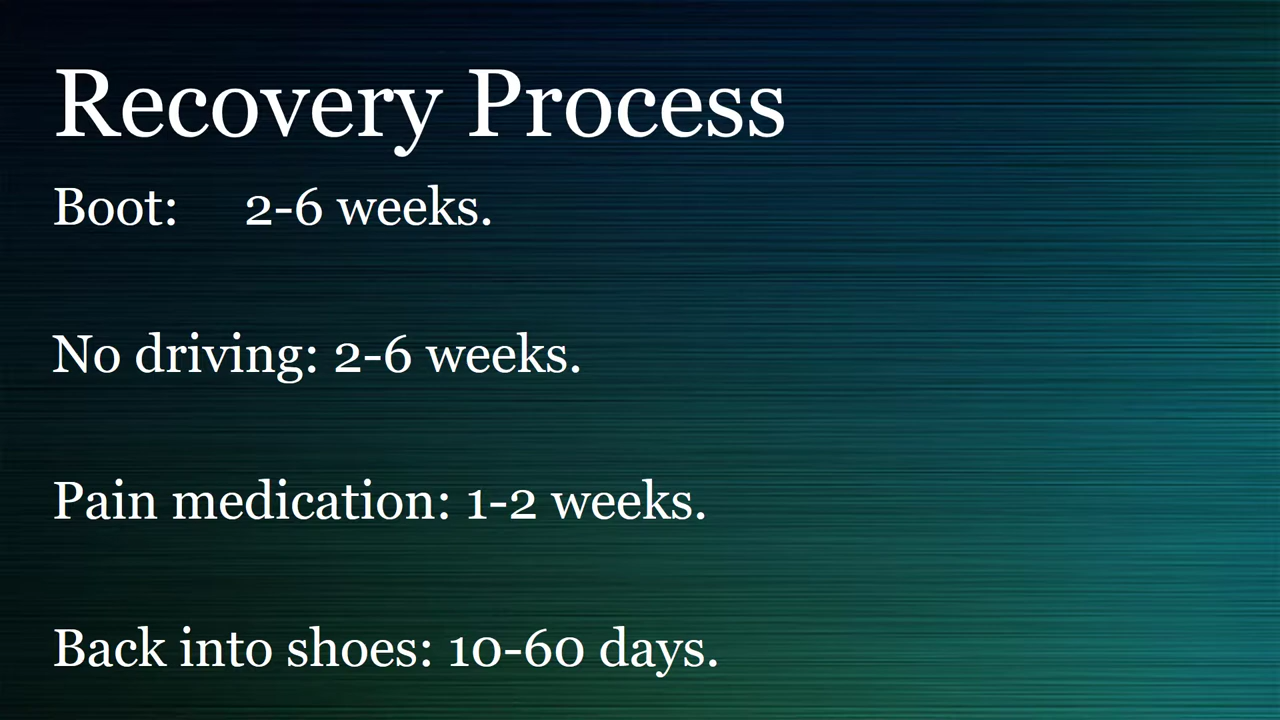 Recovery Process
Boot: 2-6 weeks.
No driving: 2-6 weeks.
Pain medication: 1-2 weeks.
Back into shoes: 10-60 days.